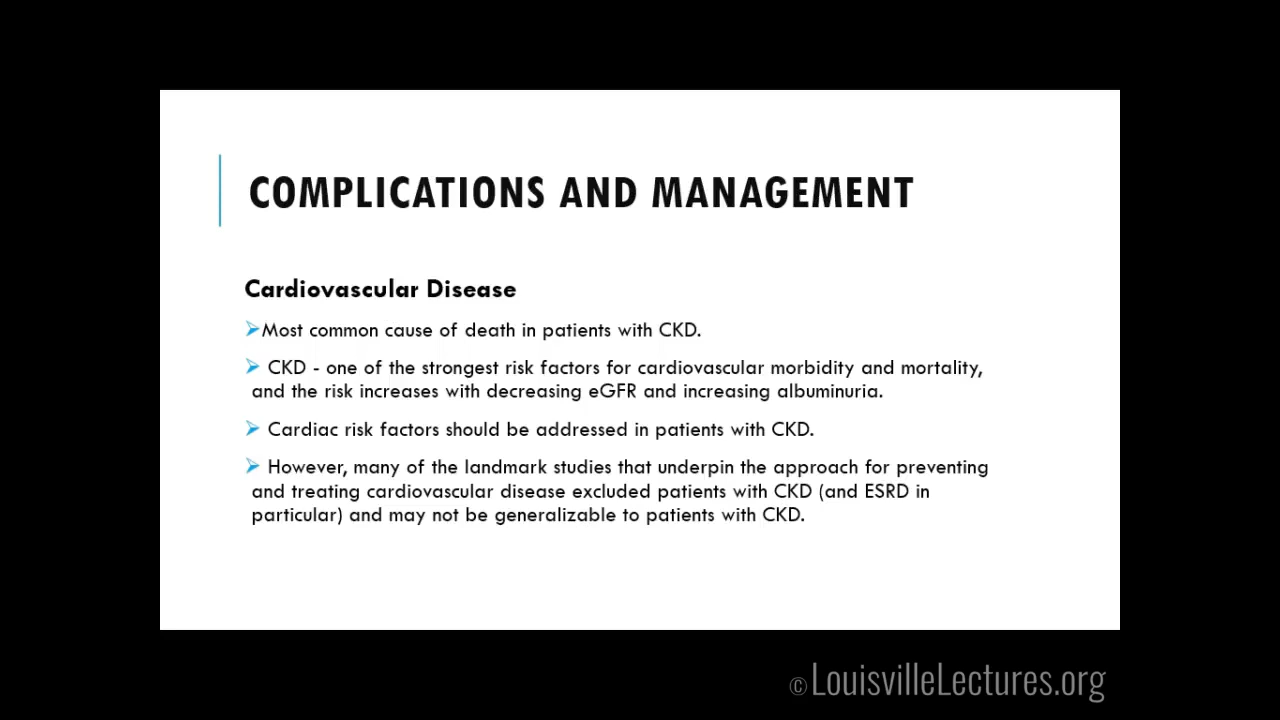 COMPLICATIONS AND MANAGEMENT
Cardiovascular Disease
➢Most common cause of death in patients with CKD.
➢ CKD - one of the strongest risk factors for cardiovascular morbidity and mortality,
and the risk increases with decreasing eGFR and increasing albuminuria.
➢ Cardiac risk factors should be addressed in patients with CKD.
➢ However, many of the landmark studies that underpin the approach for preventing
and treating cardiovascular disease excluded patients with CKD (and ESRD in
particular) and may not be generalizable to patients with CKD.
© LouisvilleLectures.org